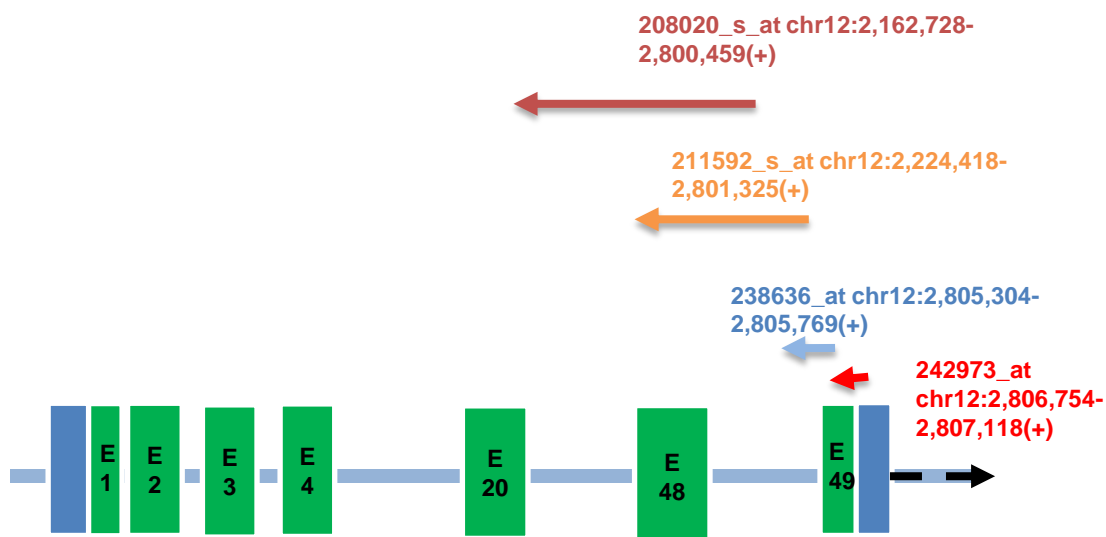 208020_s_at chr12:2,162,728-
2,800,459(+)
211592_s_at chr12:2,224,418-
2,801,325(+)
238636_at chr12:2,805,304-
2,805,769(+)
242973_at
chr12:2,806,754-
2,807,118(+)
E
1
E
2
E
3
E
4
E
20
E
48
E
49